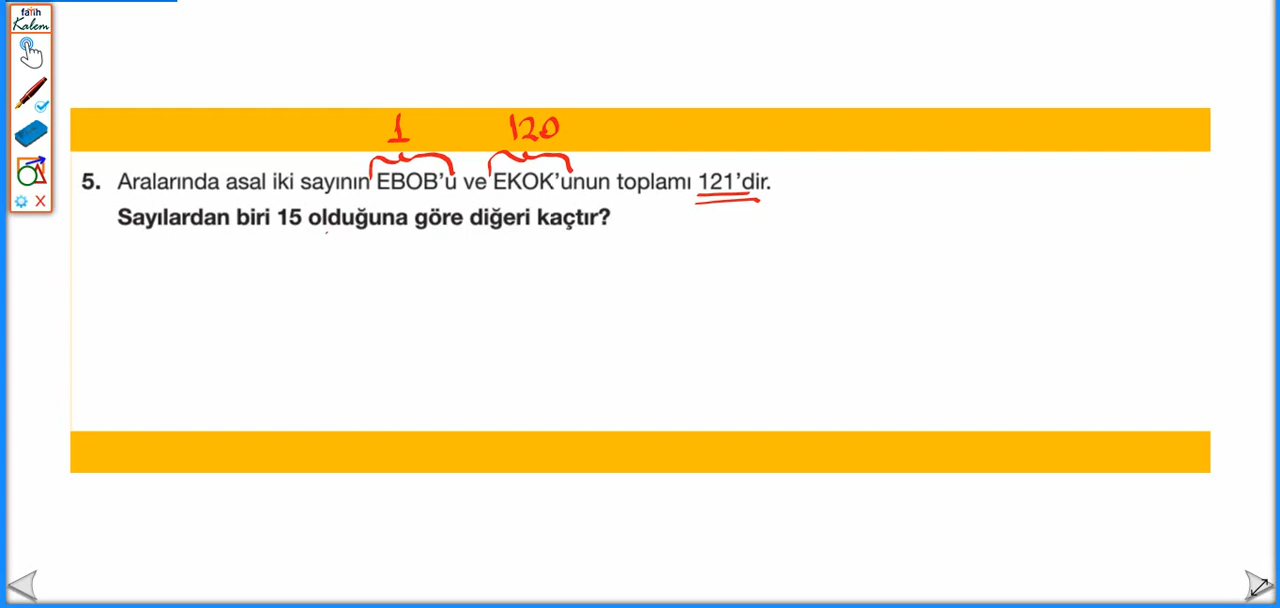 fatih
Kalem
1 120
5. Aralarında asal iki sayının EBOB'u ve EKOK'unun toplamı 121'dir.
Sayılardan biri 15 olduğuna göre diğeri kaçtır?